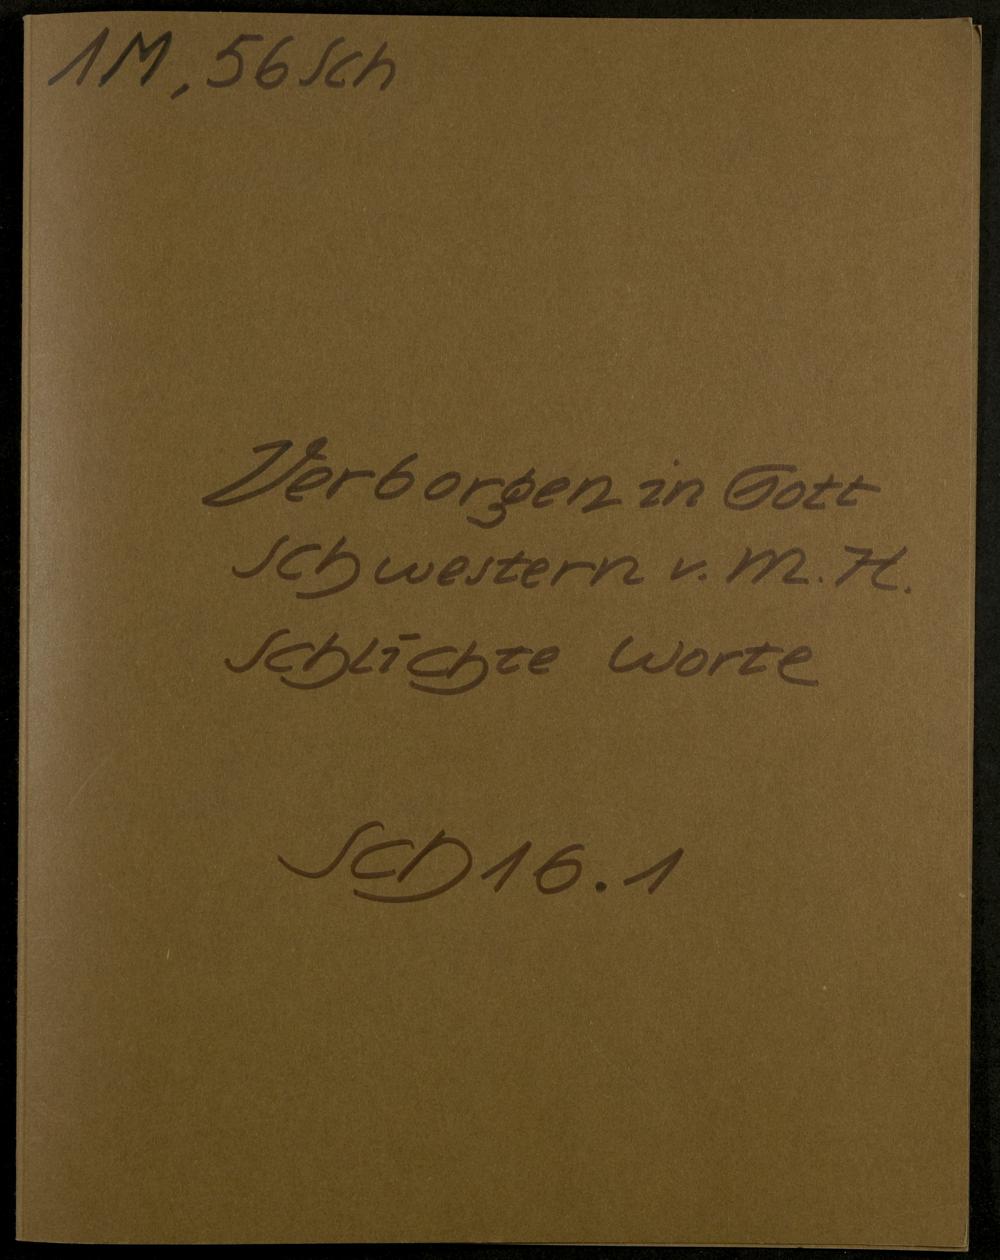 1M, 56 Sch
Verborgen in Gott
Schwestern v. M. H.
Schlichte Worte
Sch 16.1